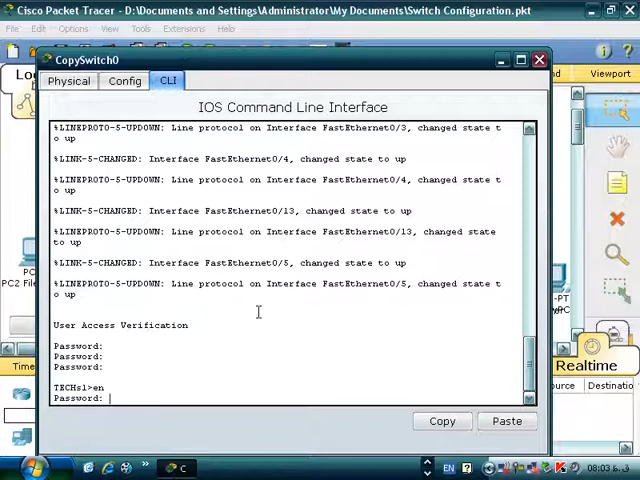 Cisco Packet Tracer - D:\Documents and Settings\Administrator\My Documents\Switch Configuration.pkt
File Edit Options View Tools Extensions Help
CopySwitch0
Physical Config CLI
Viewport
IOS Command Line Interface
%LINEPROTO-5-UPDOWN: Line protocol on Interface FastEthernet0/3, changed state t
o up
%LINK-5-CHANGED: Interface FastEthernet0/4, changed state to up
%LINEPROTO-5-UPDOWN: Line protocol on Interface FastEthernet0/4, changed state t
o up
%LINK-5-CHANGED: Interface FastEthernet0/13, changed state to up
%LINEPROTO-5-UPDOWN: Line protocol on Interface FastEthernet0/13, changed state
to up
%LINK-5-CHANGED: Interface FastEthernet0/5, changed state to up
%LINEPROTO-5-UPDOWN: Line protocol on Interface FastEthernet0/5, changed state t
o up
User Access Verification
Password:
Password:
Password:
TECHs1>en
Password:
Copy Paste
PC2
Realtime
Time
Destinatio
EN
C
08:03